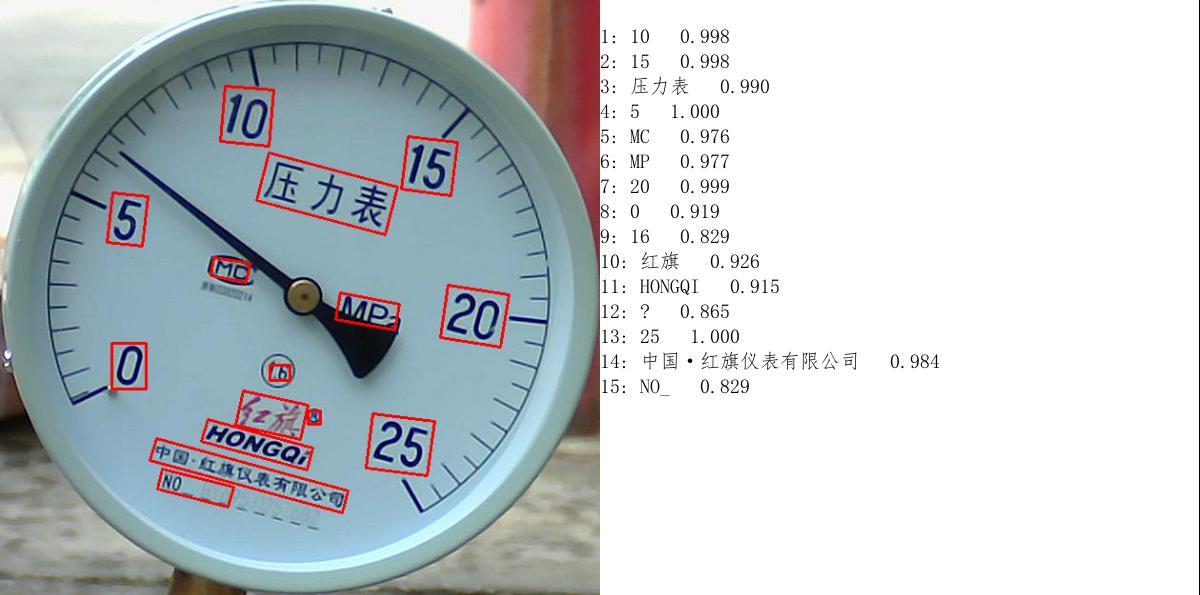 10
15
压力表
5
MC
MPa
20
0
1.6
红旗
®
HONGQi
25
中国·红旗仪表有限公司
NO_
1: 10 0.998
2: 15 0.998
3: 压力表 0.990
4: 5 1.000
5: MC 0.976
6: MP 0.977
7: 20 0.999
8: 0 0.919
9: 16 0.829
10: 红旗 0.926
11: HONGQI 0.915
12: ? 0.865
13: 25 1.000
14: 中国·红旗仪表有限公司 0.984
15: NO_ 0.829